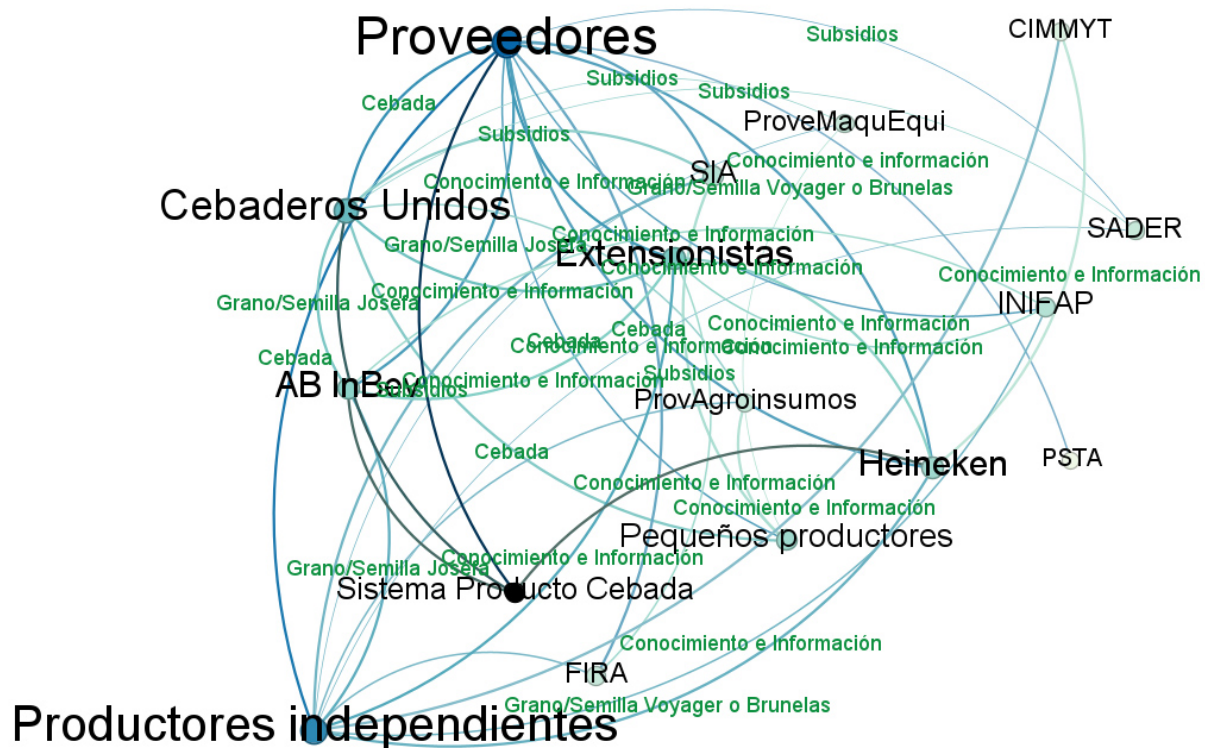 CIMMYT
Subsidios
Proveedores
Subsidios
Subsidios
Cebada
ProveMaquEqui
Subsidios
Conocimiento e información
SIA
Conocimiento e Información
Grano/Semilla Voyager o Brunelas
Cebaderos Unidos
SADER
Conocimiento e Información
Grano/Semilla Josefa
Extensionistas
Conocimiento e Información
Conocimiento e Información
Conocimiento e Información
Grano/Semilla Josefa
INIFAP
Conocimiento e Información
Cebada
Cebada
Conocimiento e Información
Conocimiento e Información
Cebada
Subsidios
Conocimiento e Información
AB InBev
Subsidios
ProvAgroinsumos
Cebada
Heineken
PSTA
Conocimiento e Información
Conocimiento e Información
Pequeños productores
Conocimiento e Información
Grano/Semilla Josefa
Sistema Producto Cebada
Conocimiento e Información
FIRA
Grano/Semilla Voyager o Brunelas
Productores independientes